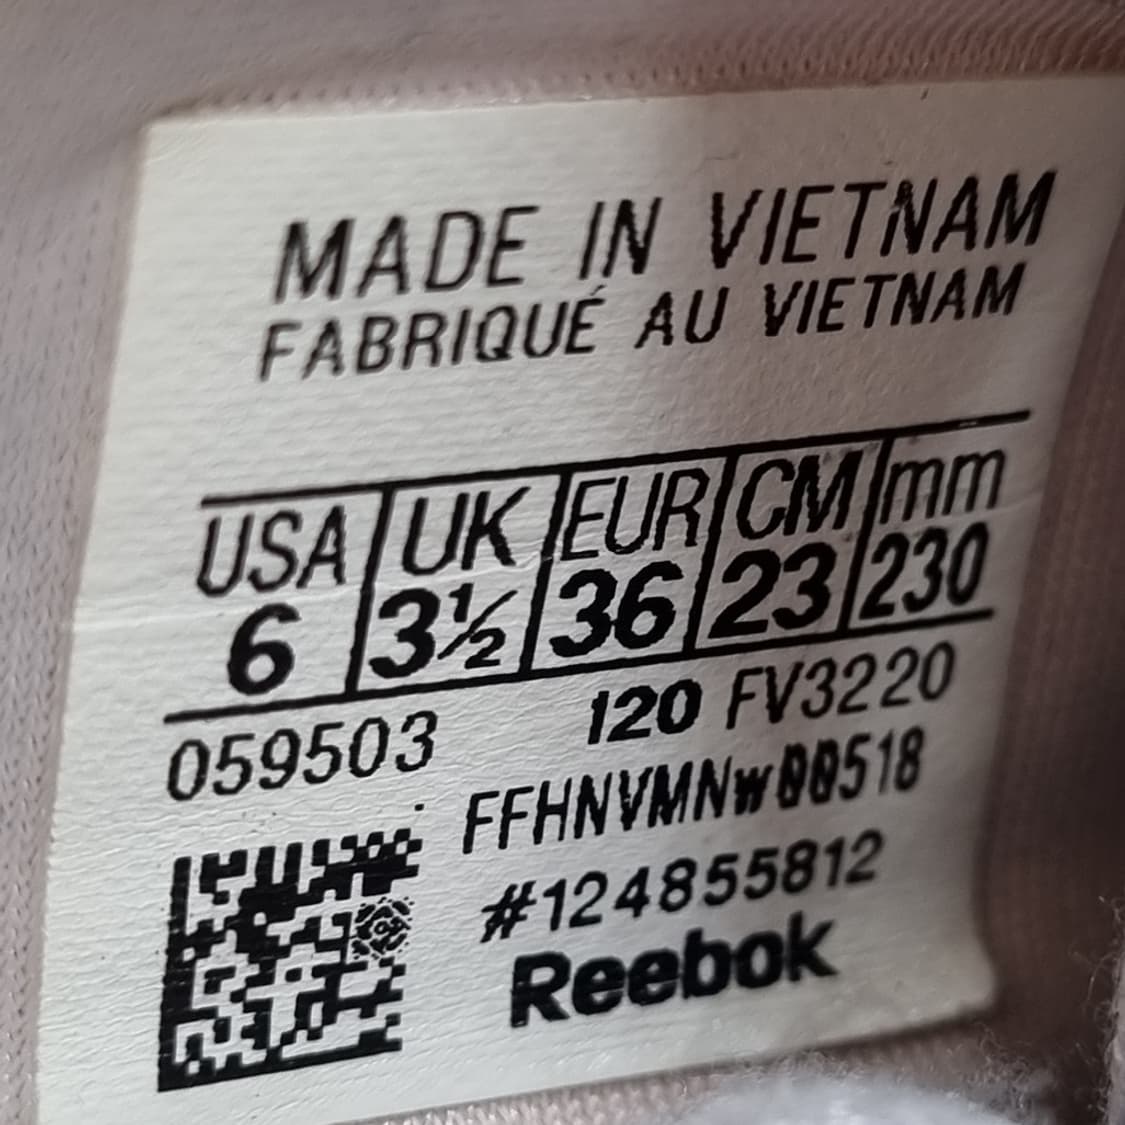 MADE IN VIETNAM
FABRIQUÉ AU VIETNAM
USA UK EUR CM mm
6 3½ 36 23 230
059503 120 FV3220
FFHNVMNW00518
#124855812
Reebok